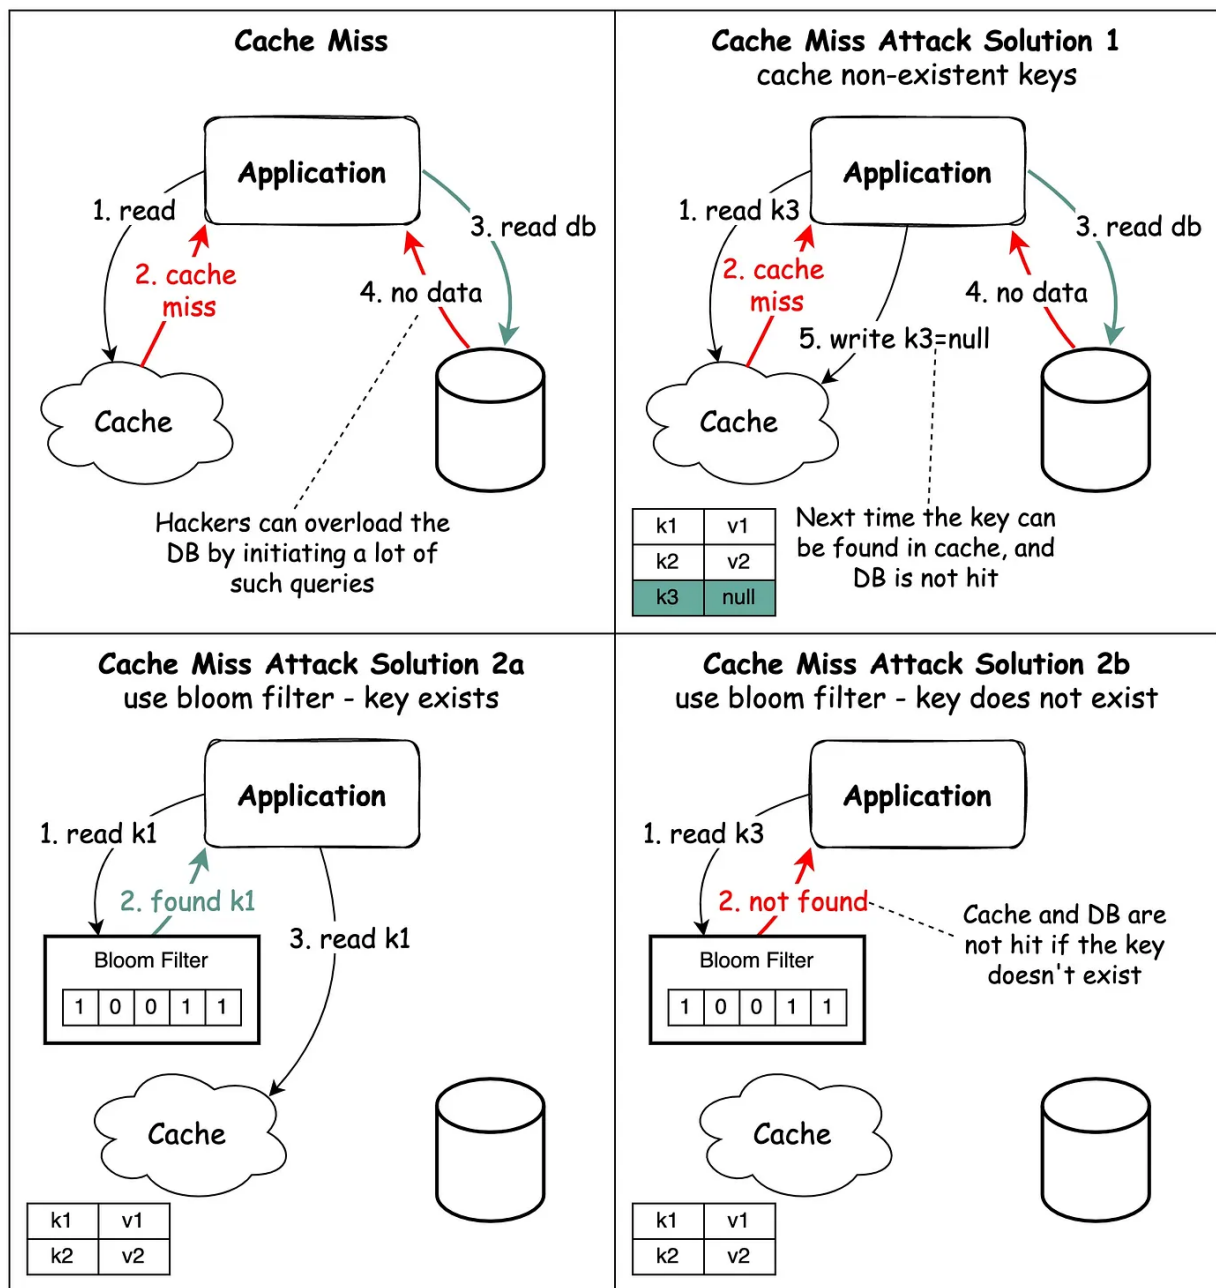 Cache Miss
Application
1. read
2. cache
miss
3. read db
4. no data
Cache
Hackers can overload the
DB by initiating a lot of
such queries
Cache Miss Attack Solution 1
cache non-existent keys
Application
1. read k3
2. cache
miss
3. read db
4. no data
5. write k3=null
Cache
k1 v1
k2 v2
k3 null
Next time the key can
be found in cache, and
DB is not hit
Cache Miss Attack Solution 2a
use bloom filter - key exists
Application
1. read k1
2. found k1
3. read k1
Bloom Filter
1 0 0 1 1
Cache
k1 v1
k2 v2
Cache Miss Attack Solution 2b
use bloom filter - key does not exist
Application
1. read k3
2. not found
Cache and DB are
not hit if the key
doesn't exist
Bloom Filter
1 0 0 1 1
Cache
k1 v1
k2 v2